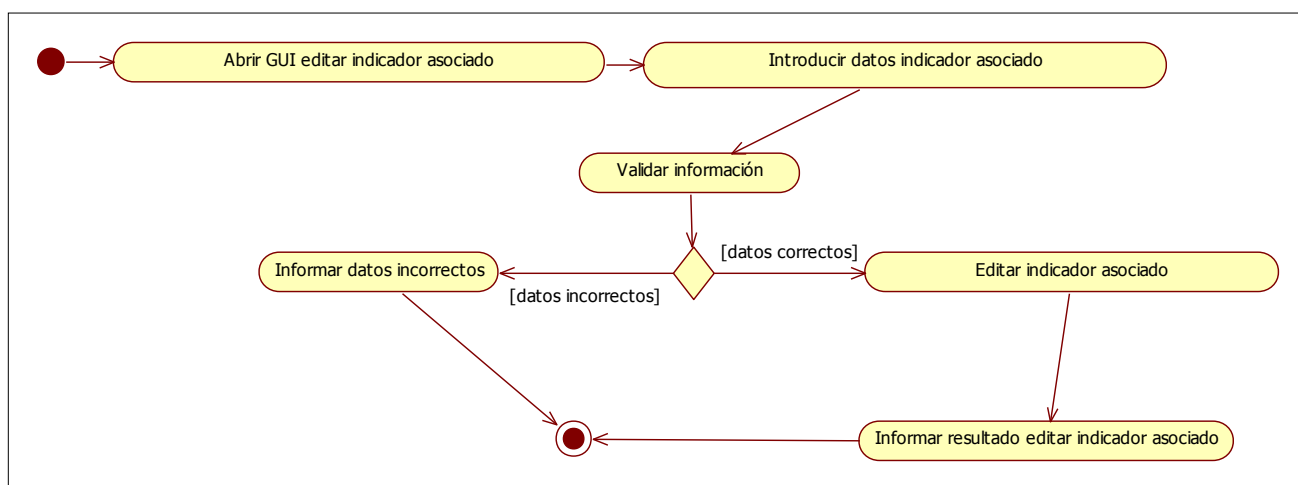 Abrir GUI editar indicador asociado
Introducir datos indicador asociado
Validar información
[datos correctos]
Informar datos incorrectos
Editar indicador asociado
[datos incorrectos]
Informar resultado editar indicador asociado